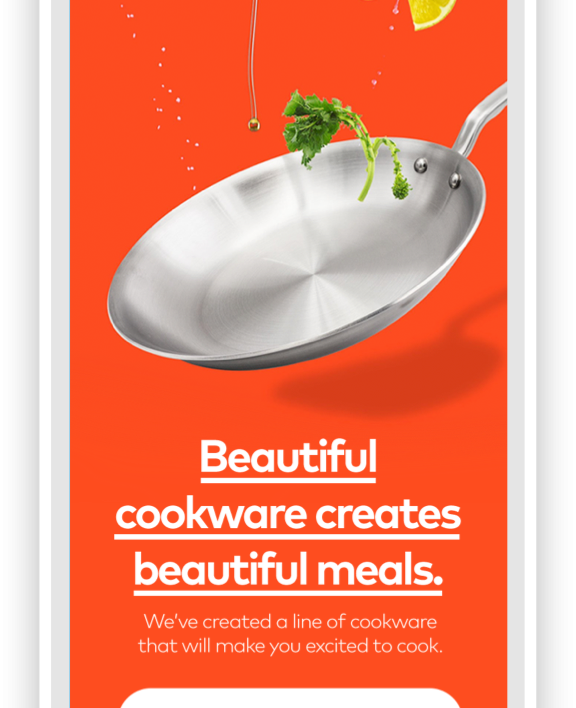 Beautiful
cookware creates
beautiful meals.
We've created a line of cookware
that will make you excited to cook.